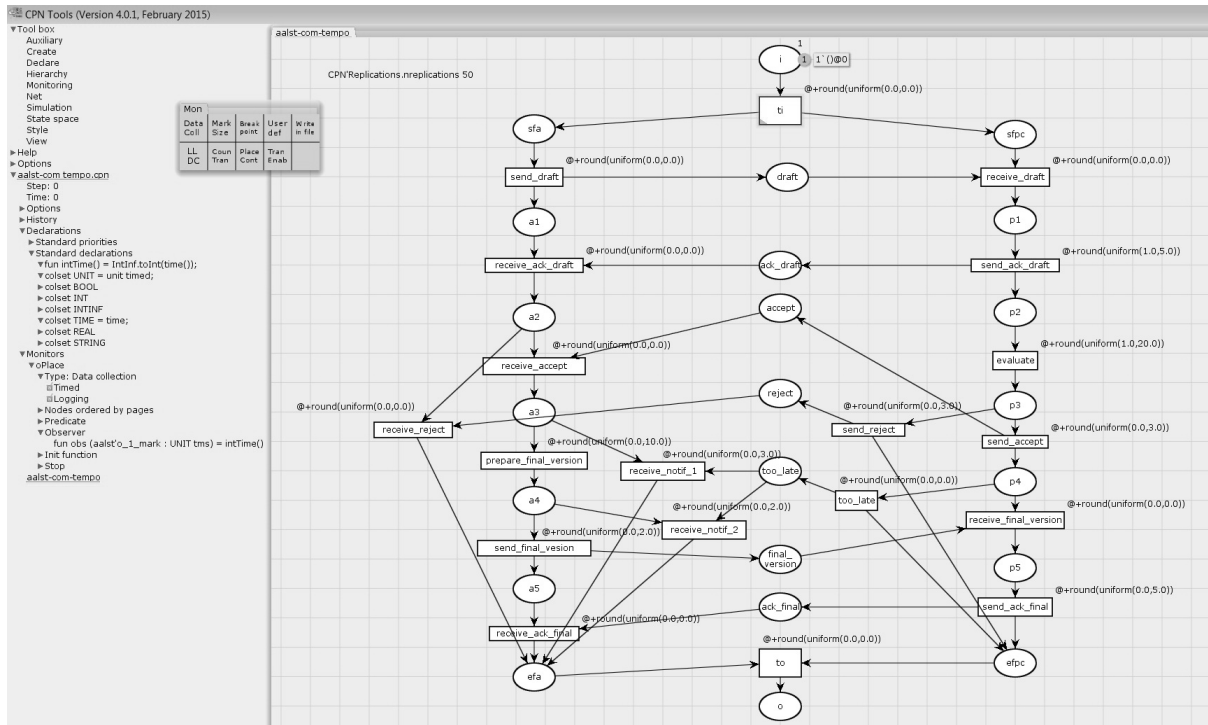 CPN Tools (Version 4.0.1, February 2015)
▼Tool box
Auxiliary
Create
Declare
Hierarchy
Monitoring
Net
Simulation
State space
Style
View
►Help
►Options
▼aalst-com tempo.cpn
Step: 0
Time: 0
►Options
►History
▼Declarations
►Standard priorities
▼Standard declarations
▼fun intTime() = IntInf.toInt(time());
▼colset UNIT = unit timed;
►colset BOOL
►colset INT
►colset INTINF
▼colset TIME = time;
►colset REAL
►colset STRING
▼Monitors
▼oPlace
▼Type: Data collection
Timed
Logging
►Nodes ordered by pages
►Predicate
▼Observer
fun obs (aalst'o_1_mark : UNIT tms) = intTime()
►Init function
►Stop
aalst-com-tempo
Mon
Data Coll
Mark Size
Break point
User def
Write in file
LL DC
Coun Tran
Place Cont
Tran Enab
aalst-com-tempo
CPN'Replications.nreplications 50
1
i
1
1`()@0
@+round(uniform(0.0,0.0))
ti
sfa
sfpc
@+round(uniform(0.0,0.0))
@+round(uniform(0.0,0.0))
send_draft
draft
receive_draft
a1
p1
@+round(uniform(0.0,0.0))
@+round(uniform(1.0,5.0))
receive_ack_draft
ack_draft
send_ack_draft
a2
accept
p2
@+round(uniform(0.0,0.0))
@+round(uniform(1.0,20.0))
receive_accept
evaluate
@+round(uniform(0.0,0.0))
a3
reject
p3
@+round(uniform(0.0,3.0))
receive_reject
send_reject
@+round(uniform(0.0,3.0))
send_accept
@+round(uniform(0.0,10.0))
@+round(uniform(0.0,3.0))
prepare_final_version
receive_notif_1
too_late
@+round(uniform(0.0,0.0))
p4
a4
too_late
@+round(uniform(0.0,0.0))
@+round(uniform(0.0,2.0))
receive_final_version
@+round(uniform(0.0,2.0))
receive_notif_2
send_final_vesion
final_
version
p5
a5
@+round(uniform(0.0,5.0))
ack_final
send_ack_final
@+round(uniform(0.0,0.0))
receive_ack_final
@+round(uniform(0.0,0.0))
efa
to
efpc
o